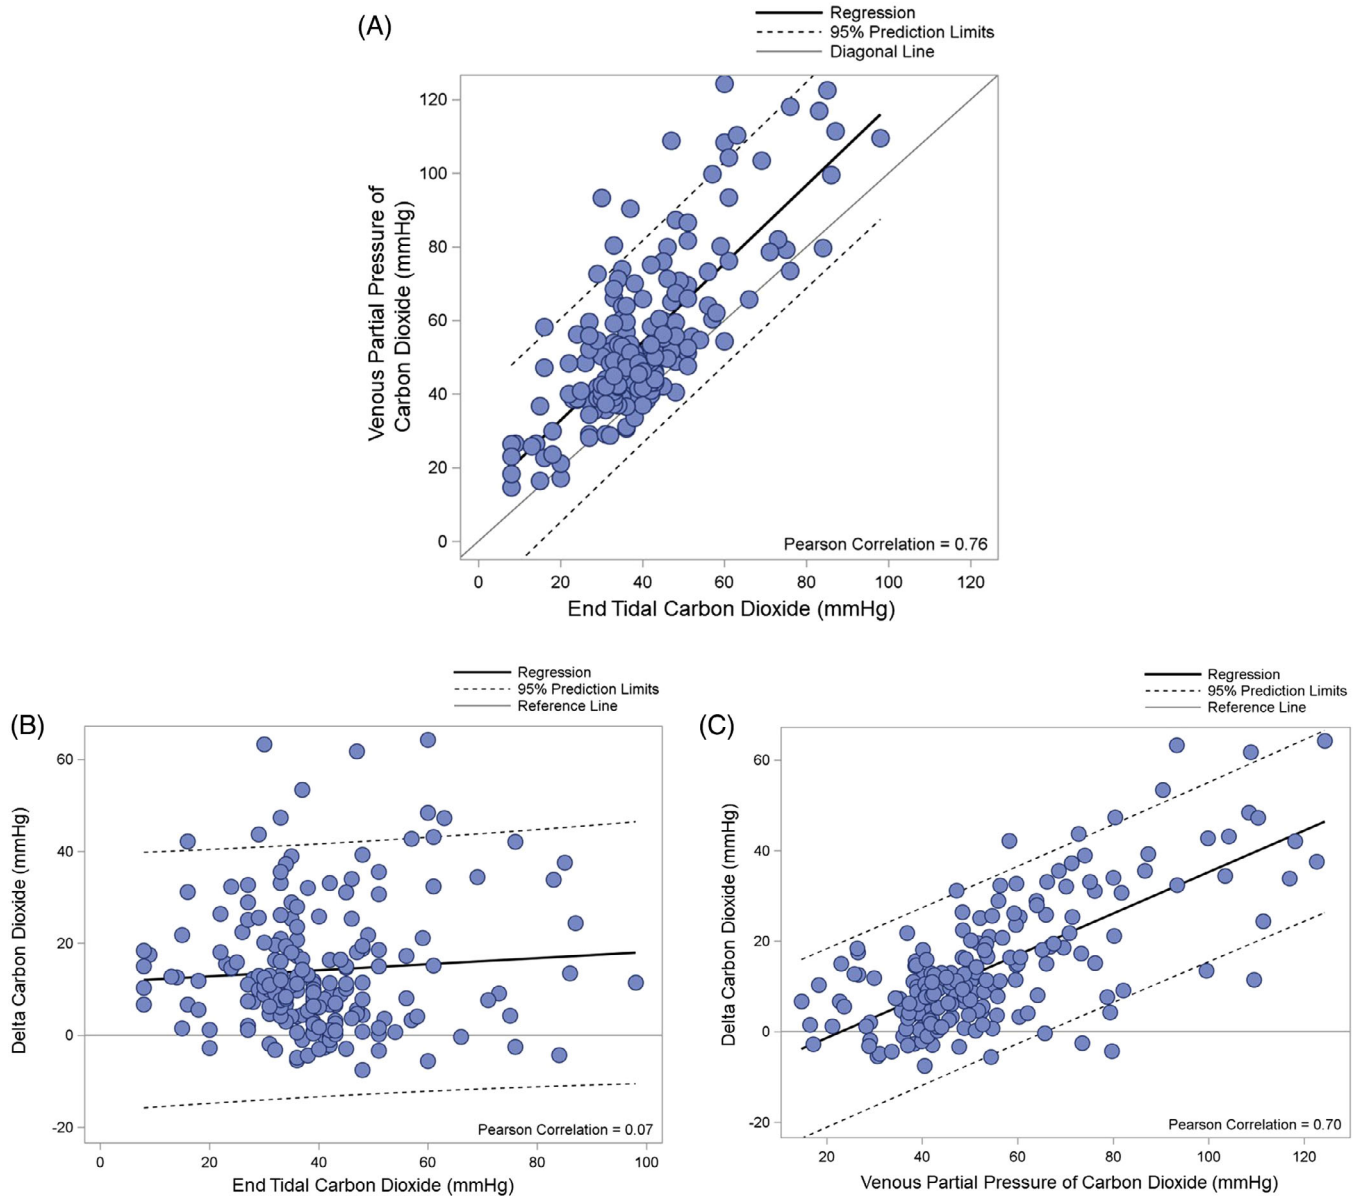 (A)
Regression
95% Prediction Limits
Diagonal Line
Venous Partial Pressure of
Carbon Dioxide (mmHg)
120
100
80
60
40
20
0
Pearson Correlation = 0.76
0 20 40 60 80 100 120
End Tidal Carbon Dioxide (mmHg)
(B)
Regression
95% Prediction Limits
Reference Line
Delta Carbon Dioxide (mmHg)
60
40
20
0
-20
Pearson Correlation = 0.07
0 20 40 60 80 100
End Tidal Carbon Dioxide (mmHg)
(C)
Regression
95% Prediction Limits
Reference Line
Delta Carbon Dioxide (mmHg)
60
40
20
0
-20
Pearson Correlation = 0.70
20 40 60 80 100 120
Venous Partial Pressure of Carbon Dioxide (mmHg)